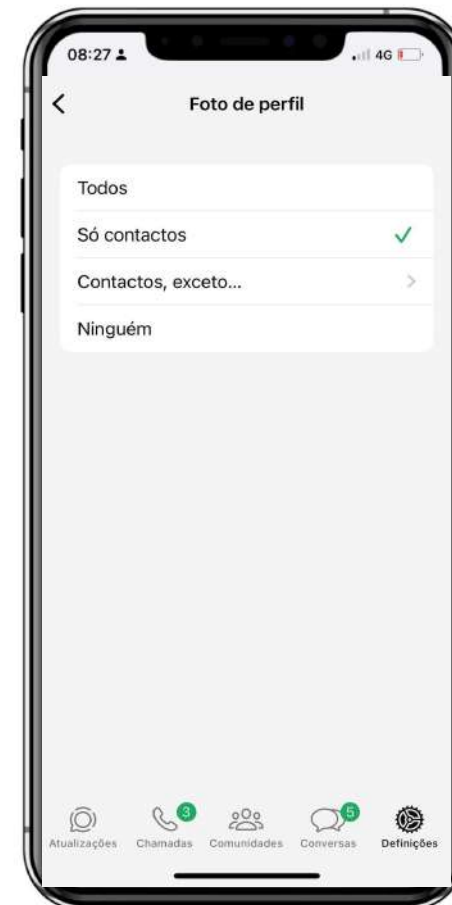 08:27
4G
Foto de perfil
Todos
Só contactos
Contactos, exceto...
Ninguém
3
5
Atualizações Chamadas Comunidades Conversas Definições